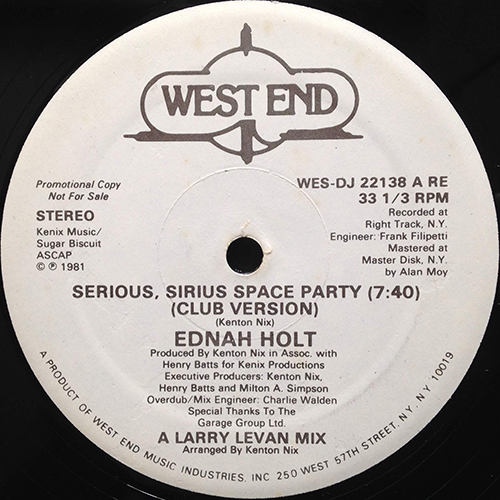 WEST END
Promotional Copy
Not For Sale
STEREO
Kenix Music/
Sugar Biscuit
ASCAP
© ℗ 1981
WES-DJ 22138 A RE
33 1/3 RPM
Recorded at
Right Track, N.Y.
Engineer: Frank Filipetti
Mastered at
Master Disk, N.Y.
by Alan Moy
SERIOUS, SIRIUS SPACE PARTY (7:40)
(CLUB VERSION)
(Kenton Nix)
EDNAH HOLT
Produced By Kenton Nix in Assoc. with
Henry Batts for Kenix Productions
Executive Producers: Kenton Nix,
Henry Batts and Milton A. Simpson
Overdub/Mix Engineer: Charlie Walden
Special Thanks To The
Garage Group Ltd.
A LARRY LEVAN MIX
Arranged By Kenton Nix
A PRODUCT OF WEST END MUSIC INDUSTRIES, INC 250 WEST 57TH STREET, NY, NY 10019